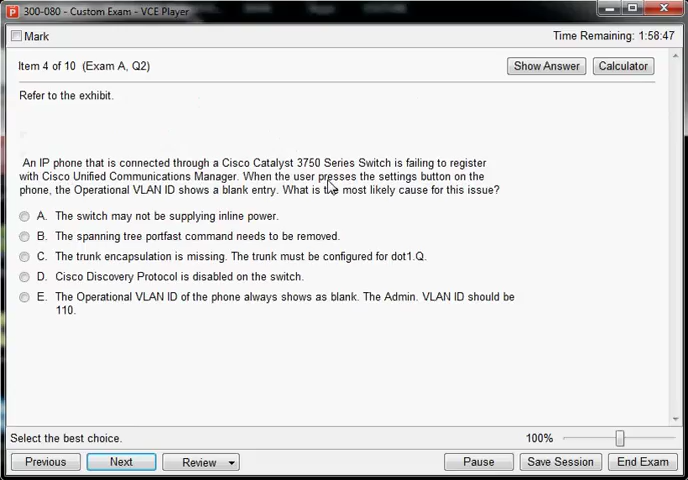 300-080 - Custom Exam - VCE Player
Mark
Time Remaining: 1:58:47
Item 4 of 10 (Exam A, Q2)
Show Answer
Calculator
Refer to the exhibit.
An IP phone that is connected through a Cisco Catalyst 3750 Series Switch is failing to register
with Cisco Unified Communications Manager. When the user presses the settings button on the
phone, the Operational VLAN ID shows a blank entry. What is the most likely cause for this issue?
A. The switch may not be supplying inline power.
B. The spanning tree portfast command needs to be removed.
C. The trunk encapsulation is missing. The trunk must be configured for dot1.Q.
D. Cisco Discovery Protocol is disabled on the switch.
E. The Operational VLAN ID of the phone always shows as blank. The Admin. VLAN ID should be
110.
Select the best choice.
100%
Previous
Next
Review
Pause
Save Session
End Exam